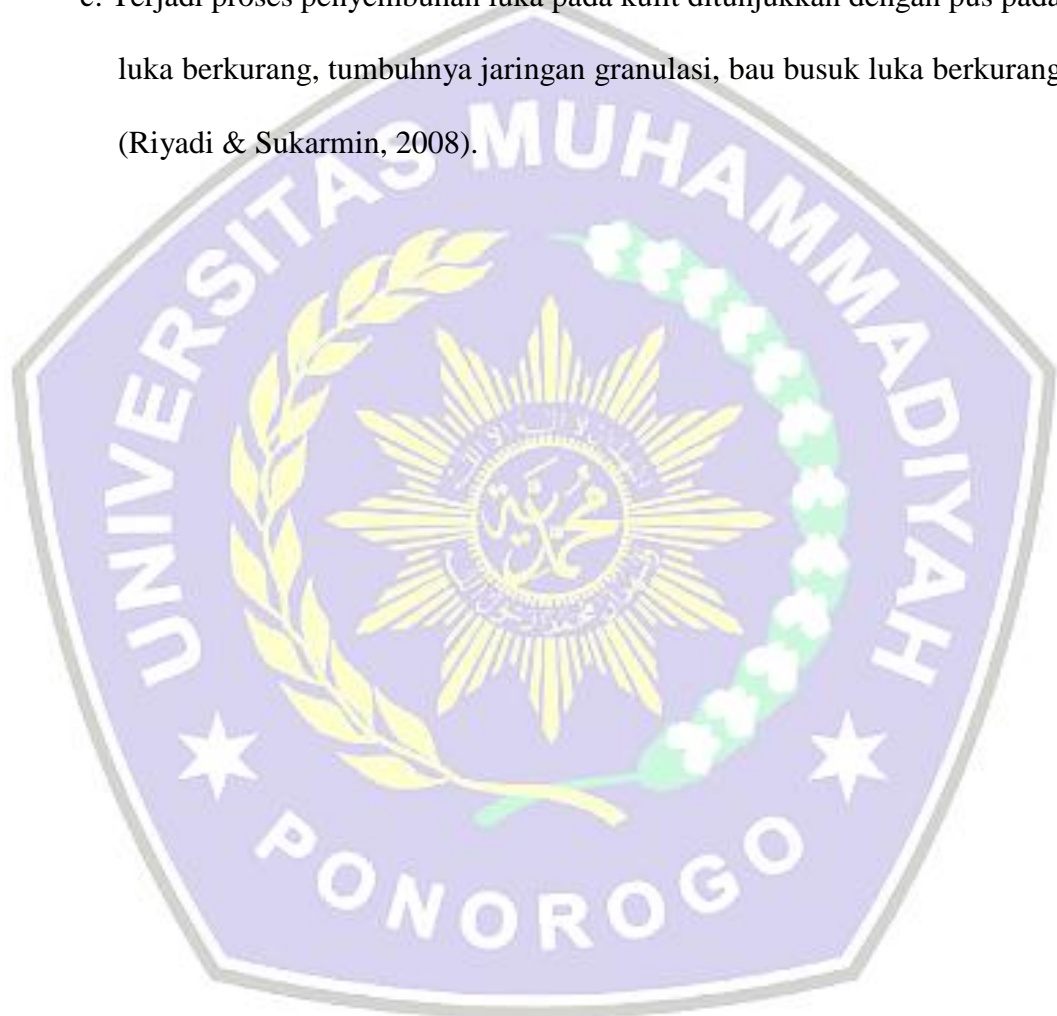 e. Terjadi proses penyembuhan luka pada kulit ditunjukkan dengan pus pada
luka berkurang, tumbuhnya jaringan granulasi, bau busuk luka berkurang
(Riyadi & Sukarmin, 2008).
UNIVERSITAS MUHAMMADIYAH
PONOROGO
محمدية